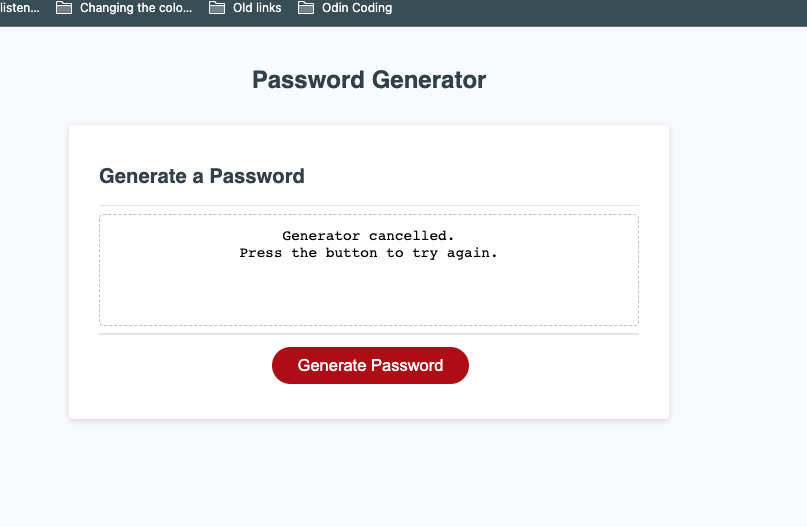 listen... Changing the colo... Old links Odin Coding
Password Generator
Generate a Password
Generator cancelled.
Press the button to try again.
Generate Password